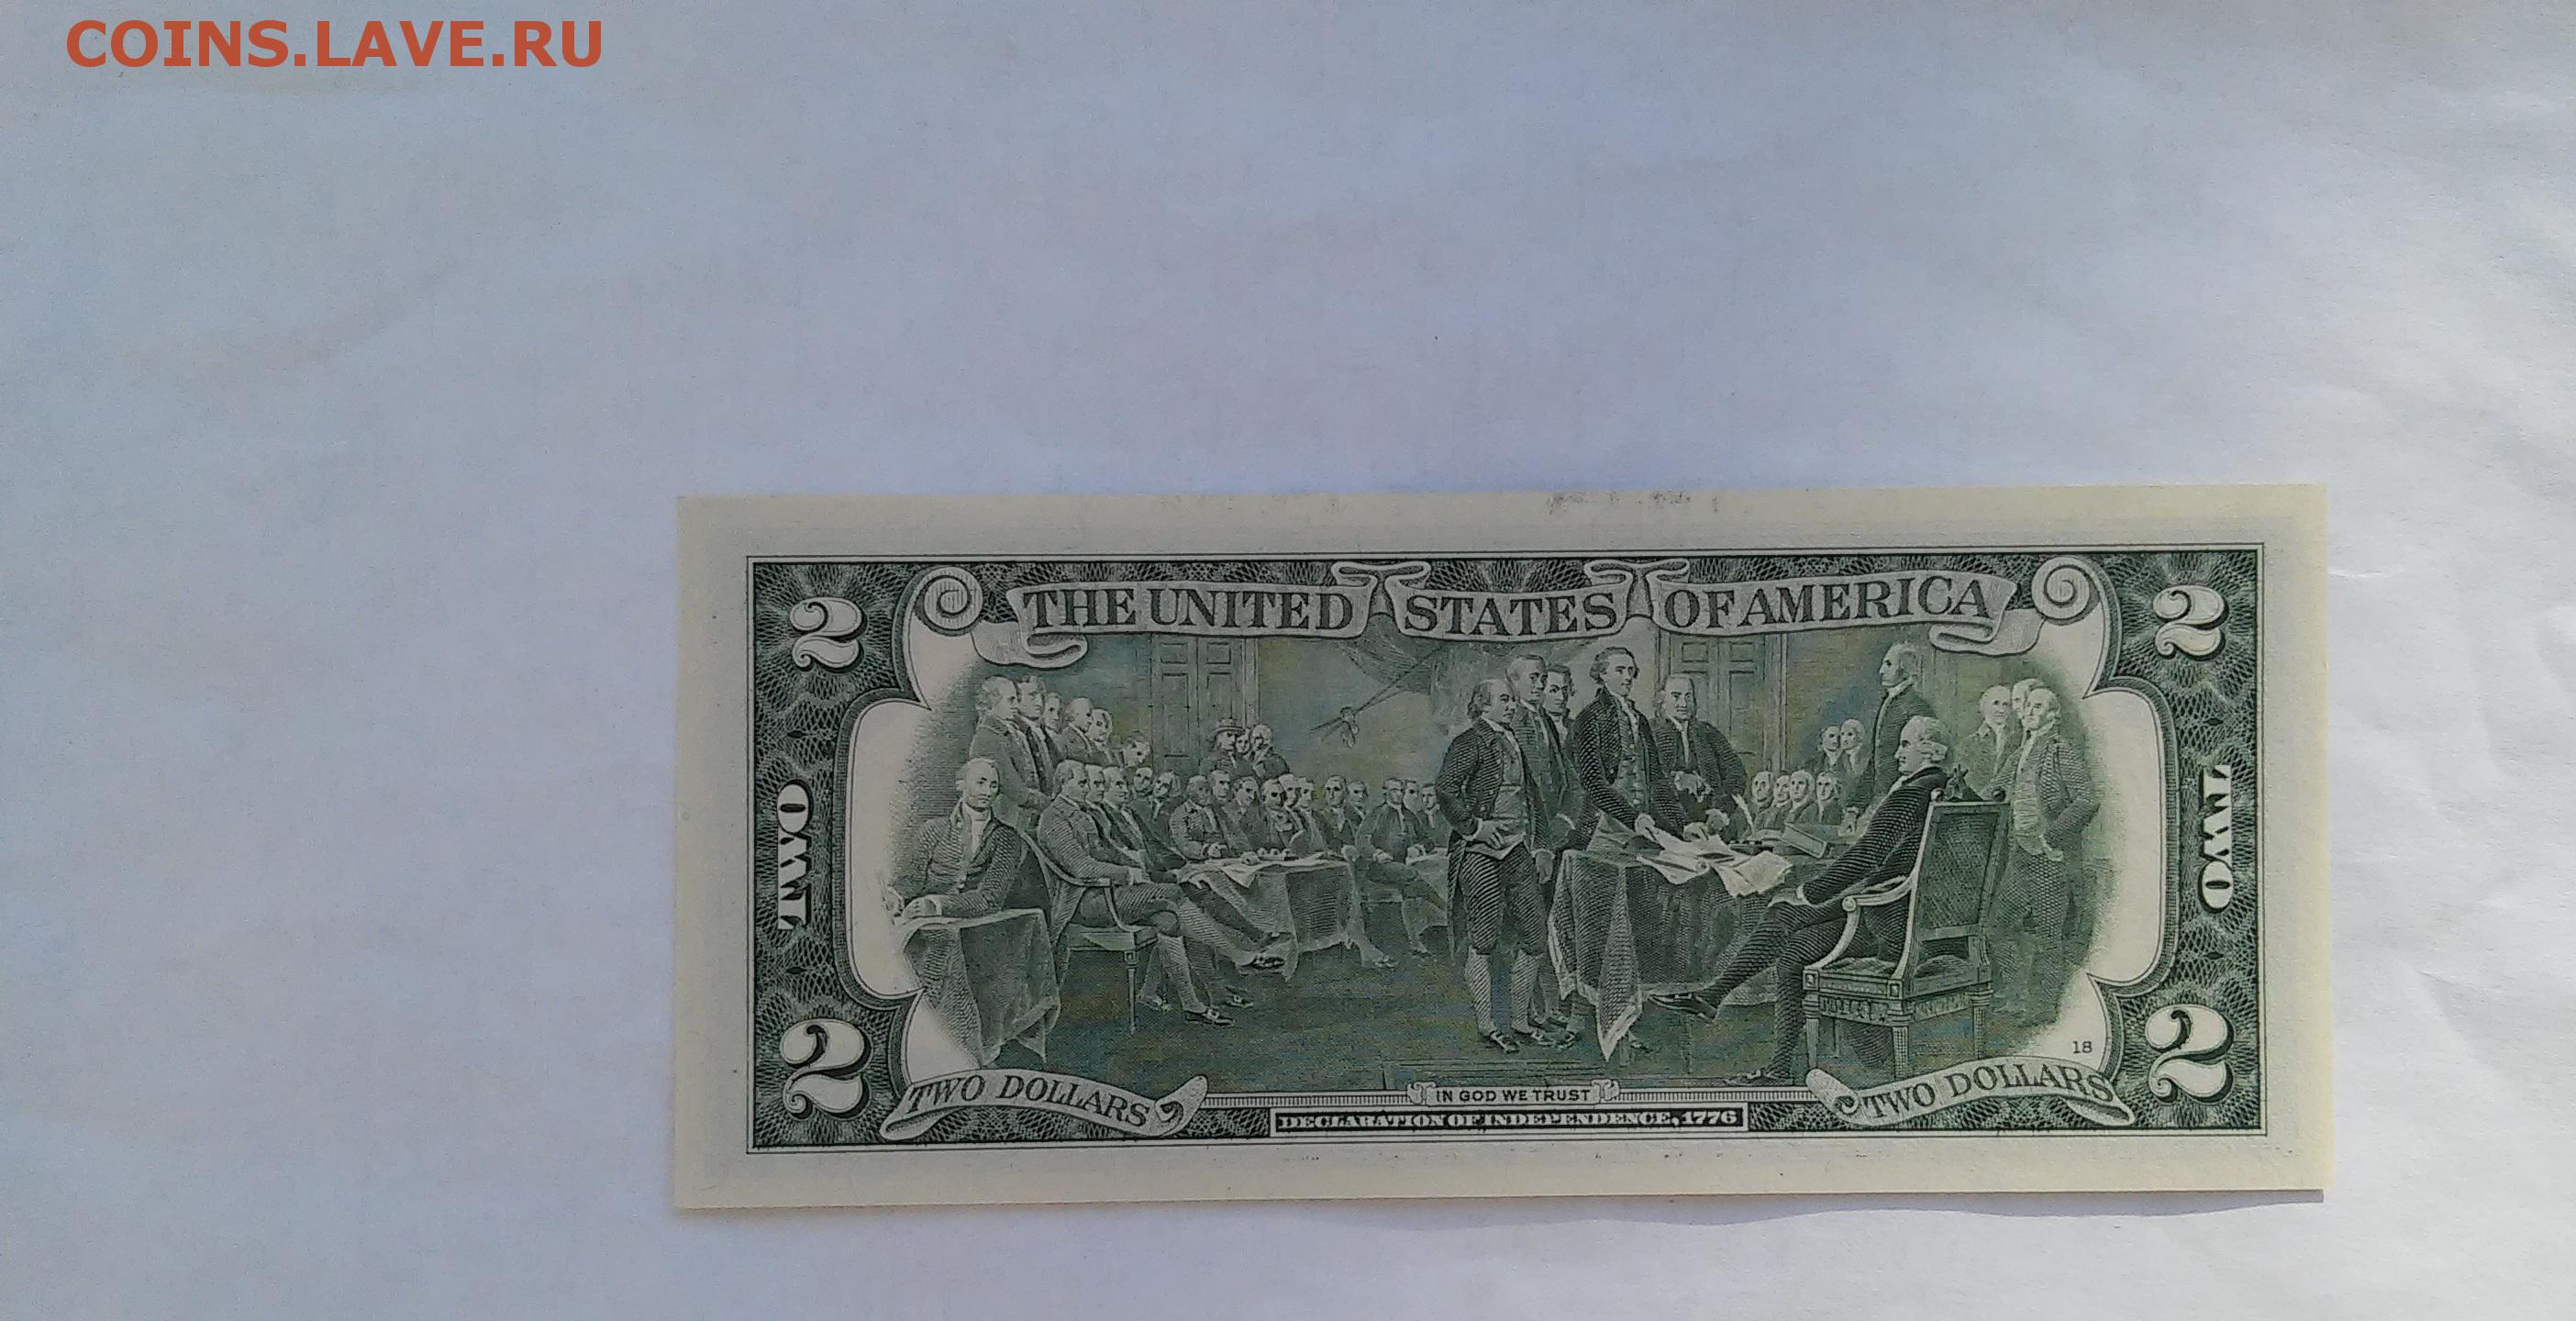 COINS.LAVE.RU
2 THE UNITED STATES OF AMERICA 2
TWO TWO
18
2 TWO DOLLARS IN GOD WE TRUST TWO DOLLARS 2
DECLARATION OF INDEPENDENCE, 1776